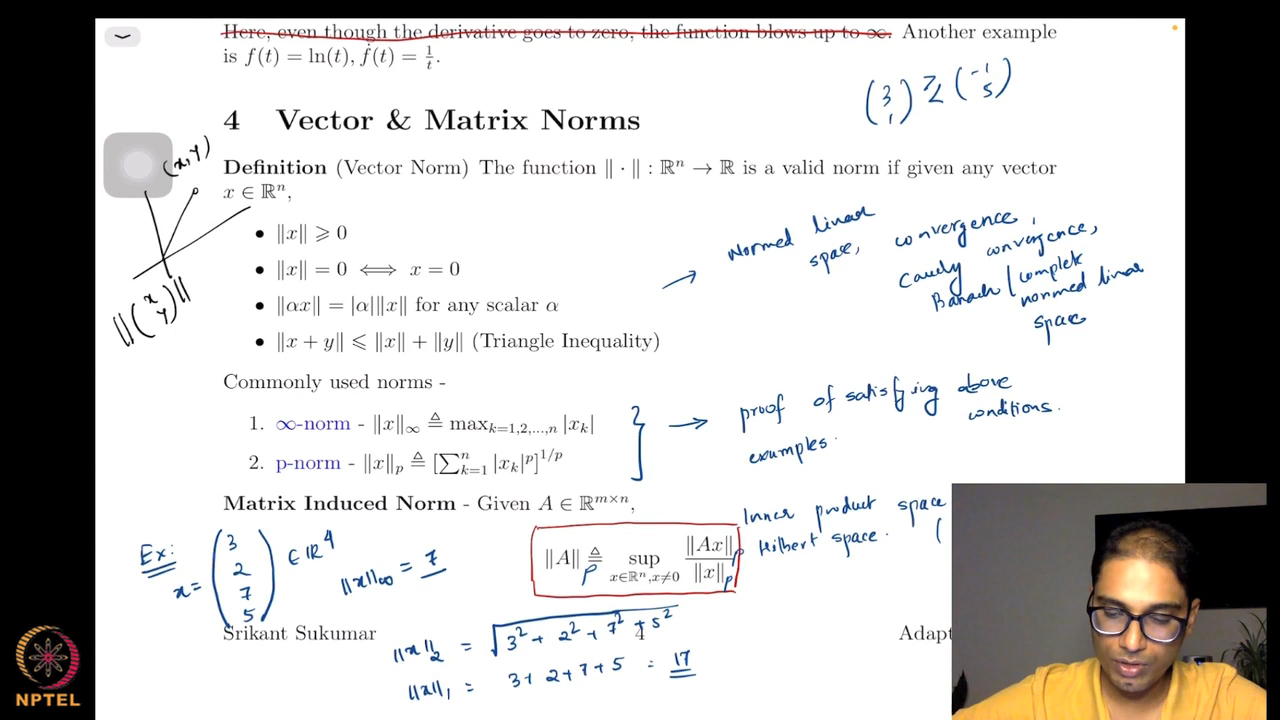 Here, even though the derivative goes to zero, the function blows up to ∞. Another example
is f(t) = ln(t), ḟ(t) = 1/t.
(3 1) ≱ (-1 5)
4 Vector & Matrix Norms
(x, y)
Definition (Vector Norm) The function ‖ · ‖ : ℝⁿ → ℝ is a valid norm if given any vector
x ∈ ℝⁿ,
• ‖x‖ ⩾ 0
• ‖x‖ = 0 ⟺ x = 0
• ‖αx‖ = |α|‖x‖ for any scalar α
• ‖x + y‖ ⩽ ‖x‖ + ‖y‖ (Triangle Inequality)
‖(x y)‖
→ Normed linear
space,
convergence,
Cauchy convergence,
Banach / complete
normed linear
space
Commonly used norms -
1. ∞-norm - ‖x‖∞ ≜ max_{k=1,2,...,n} |x_k|
2. p-norm - ‖x‖_p ≜ [∑_{k=1}^n |x_k|^p]^{1/p}
} → proof of satisfying above
conditions.
examples.
Matrix Induced Norm - Given A ∈ ℝ^{m×n},
Inner product space
Hilbert space. (
‖A‖_p ≜ sup_{x∈ℝⁿ,x≠0} ‖Ax‖_p / ‖x‖_p
Ex:
x = (3 2 7 5) ∈ ℝ⁴
‖x‖∞ = 7
Srikant Sukumar 4 Adap
‖x‖₂ = √(3² + 2² + 7² + 5²)
‖x‖₁ = 3 + 2 + 7 + 5 = 17
NPTEL